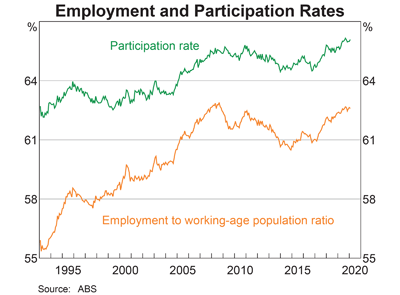 Employment and Participation Rates
% %
Participation rate
64 64
61 61
58 58
Employment to working-age population ratio
55 55
1995 2000 2005 2010 2015 2020
Source: ABS